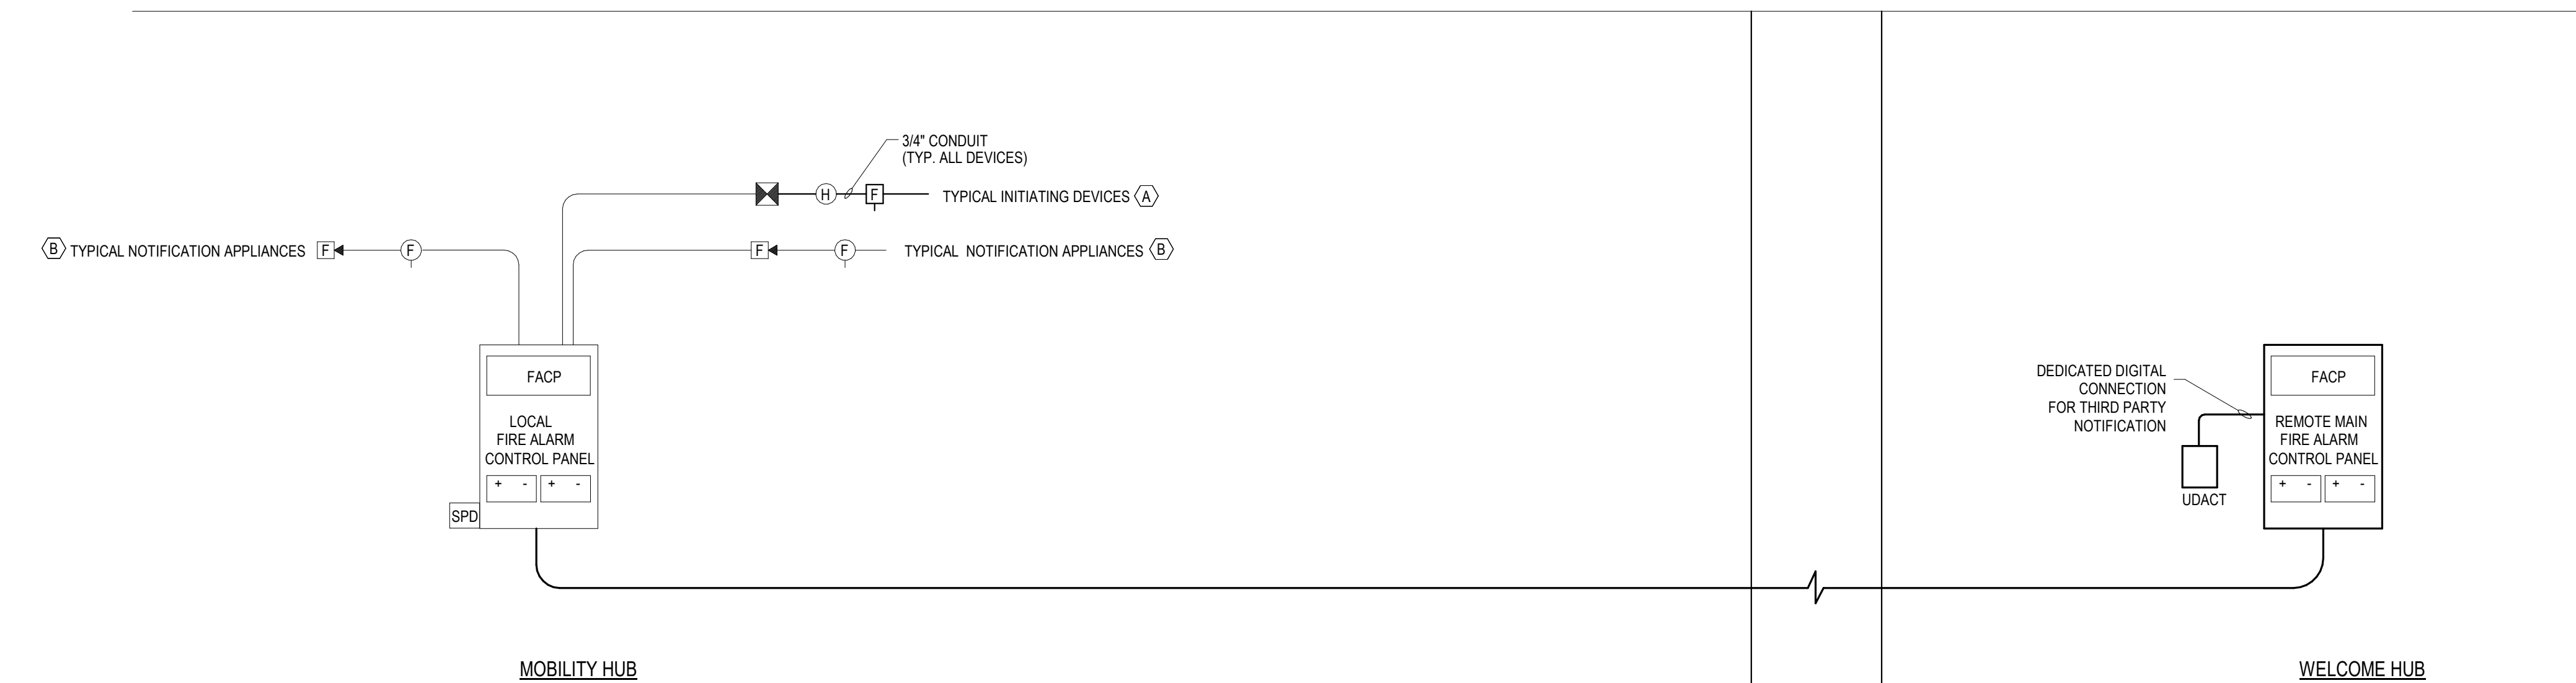 3/4" CONDUIT
(TYP. ALL DEVICES)
H
F
TYPICAL INITIATING DEVICES A
B TYPICAL NOTIFICATION APPLIANCES F F
F F TYPICAL NOTIFICATION APPLIANCES B
FACP
LOCAL
FIRE ALARM
CONTROL PANEL
+ - + -
SPD
DEDICATED DIGITAL
CONNECTION
FOR THIRD PARTY
NOTIFICATION
UDACT
FACP
REMOTE MAIN
FIRE ALARM
CONTROL PANEL
+ - + -
MOBILITY HUB
WELCOME HUB